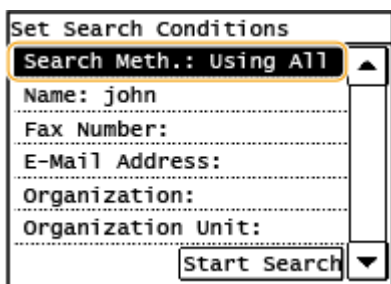 Set Search Conditions
Search Meth.: Using All
Name: john
Fax Number:
E-Mail Address:
Organization:
Organization Unit:
Start Search